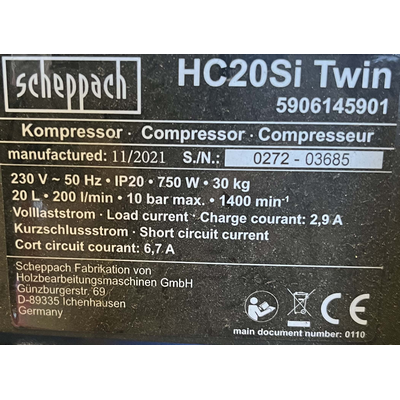 scheppach
HC20Si Twin
5906145901
Kompressor · Compressor · Compresseur
manufactured: 11/2021 S./N.: 0272 - 03685
230 V ~ 50 Hz · IP20 · 750 W · 30 kg
20 L · 200 l/min · 10 bar max. · 1400 min⁻¹
Volllaststrom · Load current · Charge courant: 2,9 A
Kurzschlussstrom · Short circuit current
Cort circuit courant: 6,7 A
Scheppach Fabrikation von
Holzbearbeitungsmaschinen GmbH
Günzburgerstr. 69
D-89335 Ichenhausen
Germany
CE
main document number: 0110